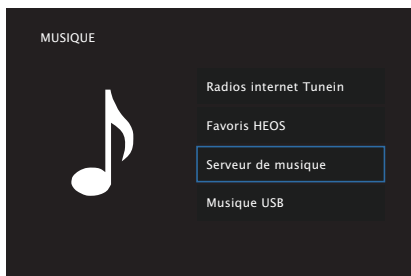 MUSIQUE
Radios internet Tunein
Favoris HEOS
Serveur de musique
Musique USB